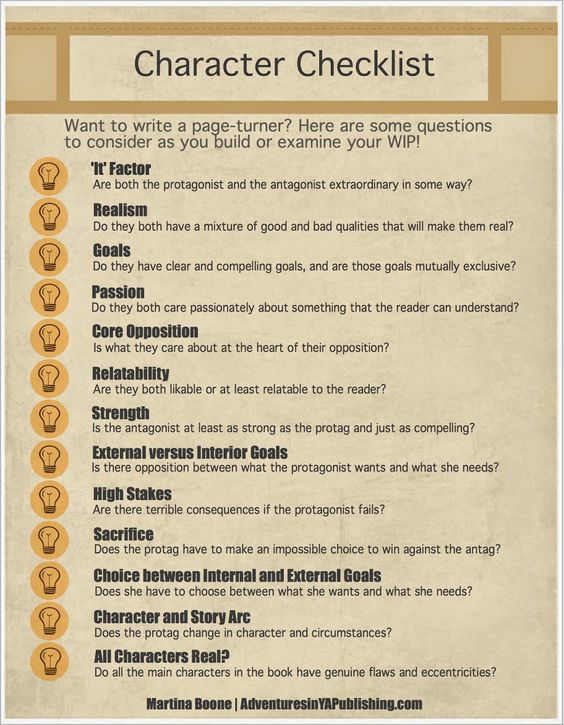 Character Checklist
Want to write a page-turner? Here are some questions
to consider as you build or examine your WIP!
'It' Factor
Are both the protagonist and the antagonist extraordinary in some way?
Realism
Do they both have a mixture of good and bad qualities that will make them real?
Goals
Do they have clear and compelling goals, and are those goals mutually exclusive?
Passion
Do they both care passionately about something that the reader can understand?
Core Opposition
Is what they care about at the heart of their opposition?
Relatability
Are they both likable or at least relatable to the reader?
Strength
Is the antagonist at least as strong as the protag and just as compelling?
External versus Interior Goals
Is there opposition between what the protagonist wants and what she needs?
High Stakes
Are there terrible consequences if the protagonist fails?
Sacrifice
Does the protag have to make an impossible choice to win against the antag?
Choice between Internal and External Goals
Does she have to choose between what she wants and what she needs?
Character and Story Arc
Does the protag change in character and circumstances?
All Characters Real?
Do all the main characters in the book have genuine flaws and eccentricities?
Martina Boone | AdventuresinYAPublishing.com